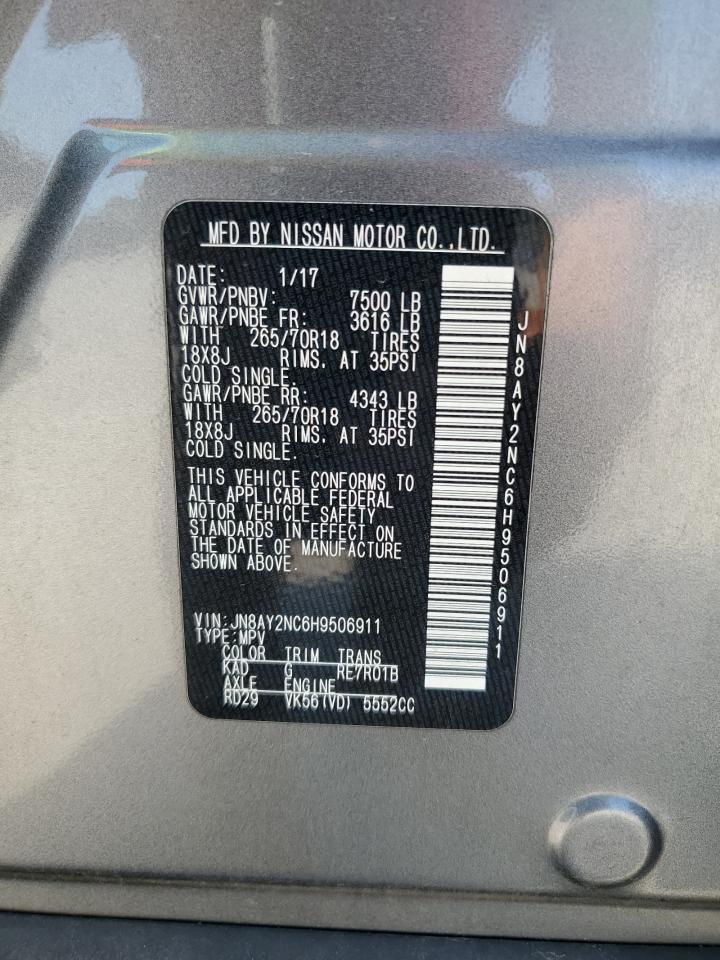 MFD BY NISSAN MOTOR CO.,LTD.
DATE: 1/17
GVWR/PNBV: 7500 LB
GAWR/PNBE FR: 3616 LB
WITH 265/70R18 TIRES
18X8J RIMS. AT 35PSI
COLD SINGLE.
GAWR/PNBE RR: 4343 LB
WITH 265/70R18 TIRES
18X8J RIMS. AT 35PSI
COLD SINGLE.
THIS VEHICLE CONFORMS TO
ALL APPLICABLE FEDERAL
MOTOR VEHICLE SAFETY
STANDARDS IN EFFECT ON
THE DATE OF MANUFACTURE
SHOWN ABOVE.
VIN:JN8AY2NC6H9506911
TYPE:MPV
COLOR TRIM TRANS
KAD G RE7R01B
AXLE ENGINE
RD29 VK56(VD) 5552CC
JN8AY2NC6H9506911